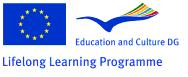 Education and Culture DG
Lifelong Learning Programme